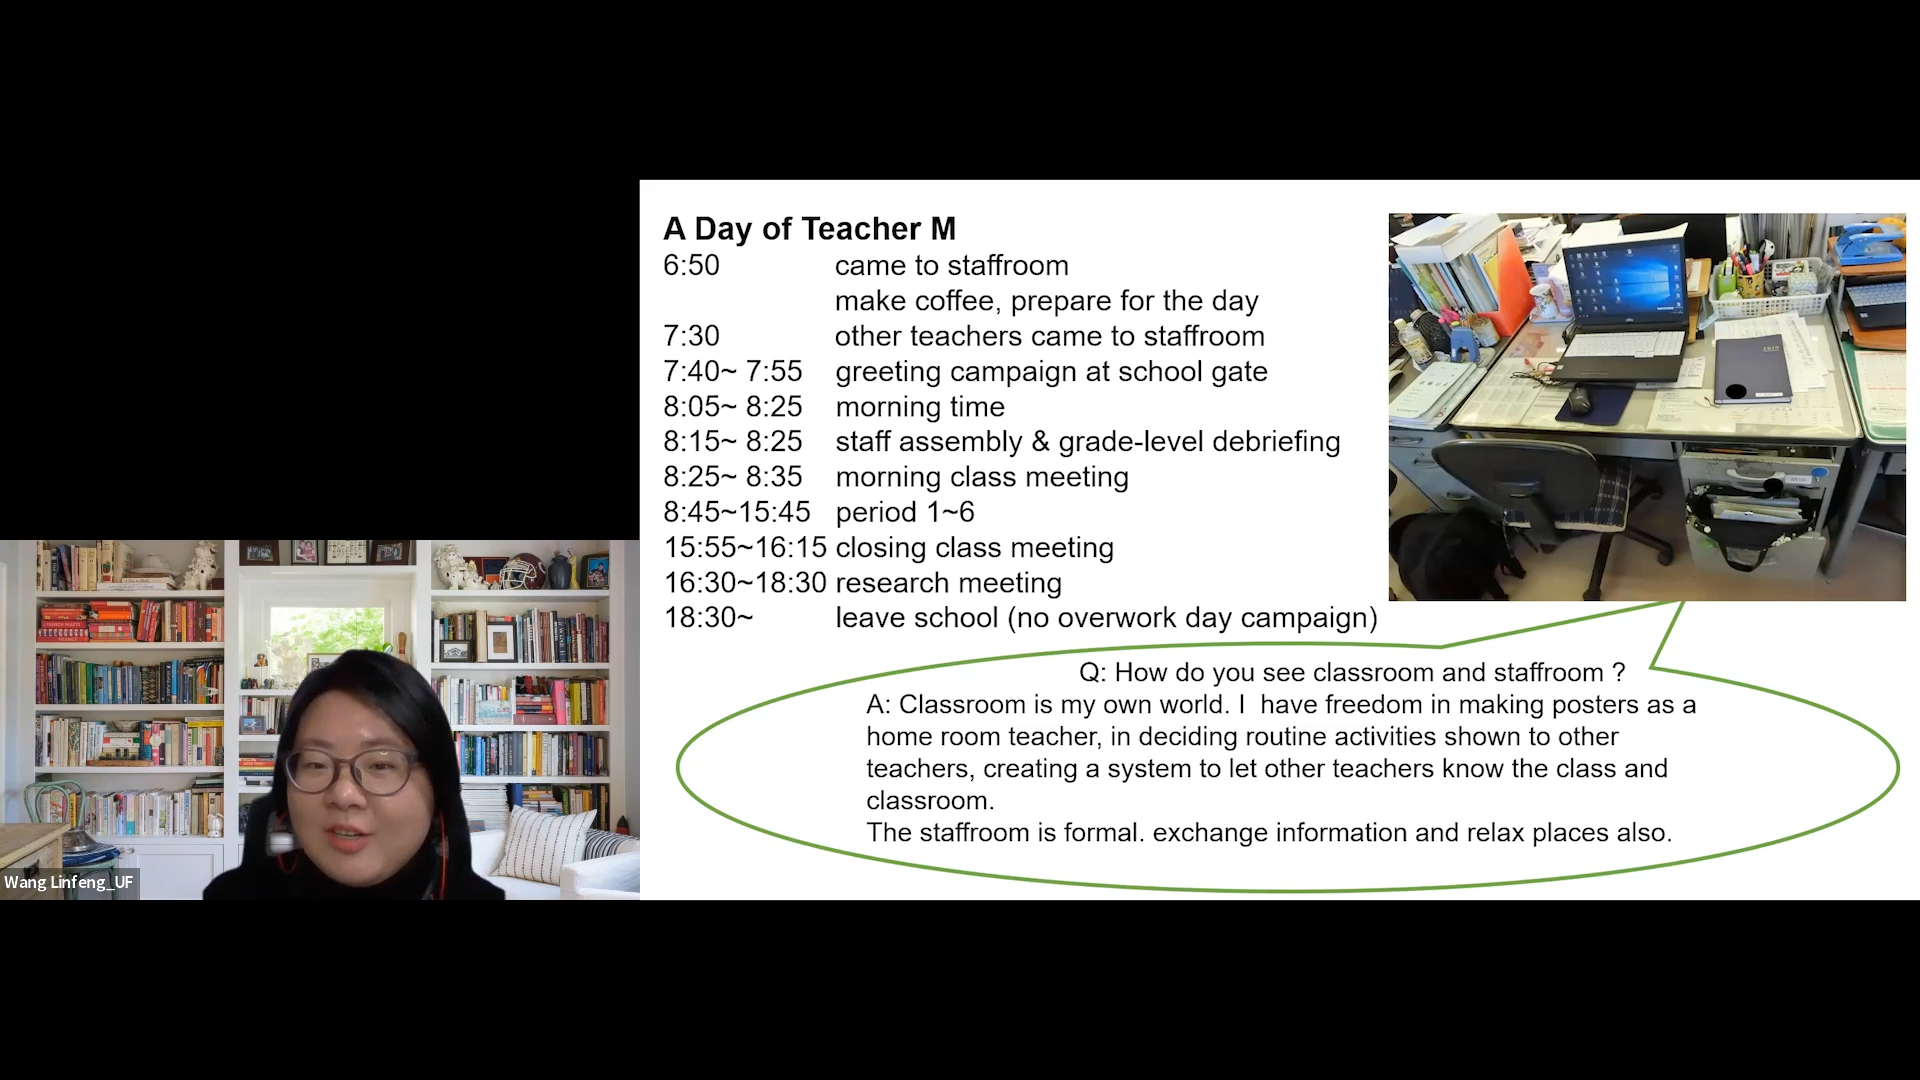 A Day of Teacher M
6:50 came to staffroom
make coffee, prepare for the day
7:30 other teachers came to staffroom
7:40~ 7:55 greeting campaign at school gate
8:05~ 8:25 morning time
8:15~ 8:25 staff assembly & grade-level debriefing
8:25~ 8:35 morning class meeting
8:45~15:45 period 1~6
15:55~16:15 closing class meeting
16:30~18:30 research meeting
18:30~ leave school (no overwork day campaign)
Q: How do you see classroom and staffroom ?
A: Classroom is my own world. I have freedom in making posters as a
home room teacher, in deciding routine activities shown to other
teachers, creating a system to let other teachers know the class and
classroom.
The staffroom is formal. exchange information and relax places also.
Wang Linfeng_UF